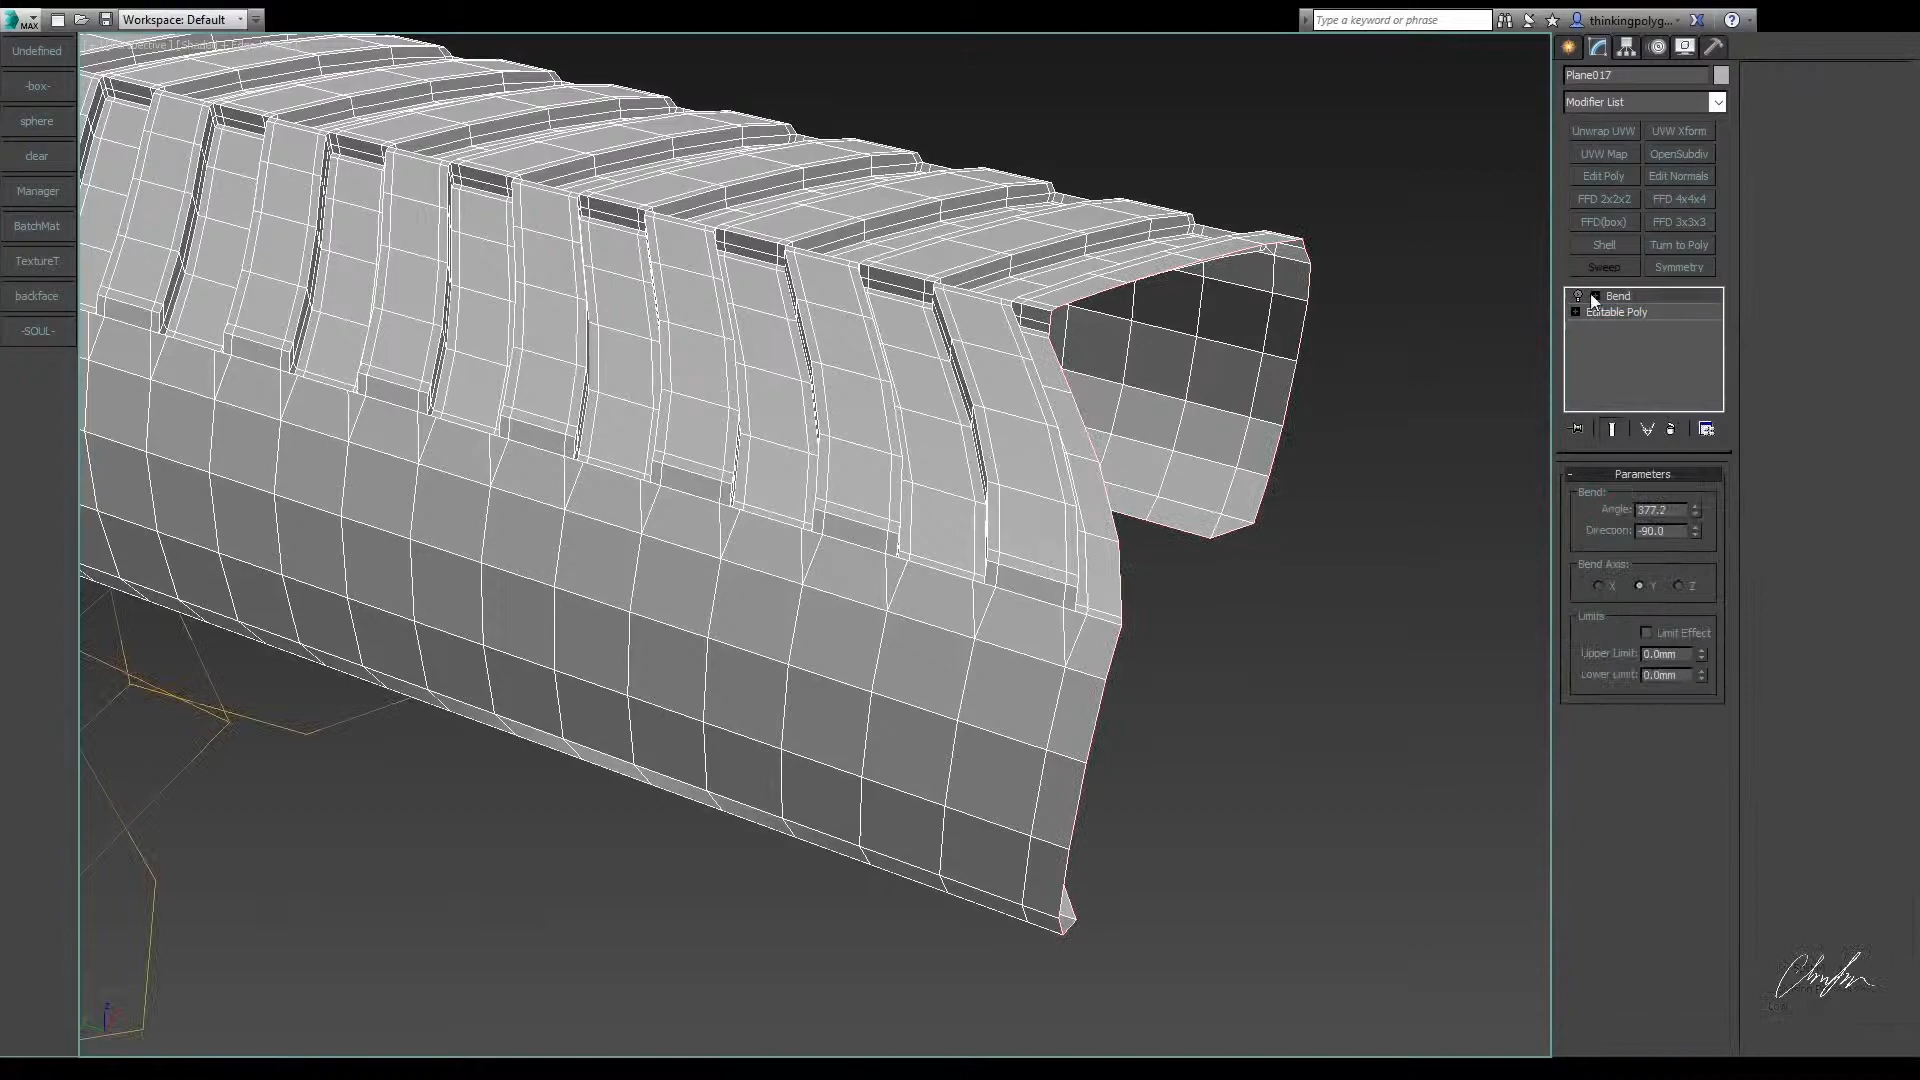 MAX
Workspace: Default
Type a keyword or phrase
thinkingpolyg...
Undefined
-box-
sphere
clear
Manager
BatchMat
TextureT
backface
-SOUL-
Plane017
Modifier List
Unwrap UVW
UVW Xform
UVW Map
OpenSubdiv
Edit Poly
Edit Normals
FFD 2x2x2
FFD 4x4x4
FFD(box)
FFD 3x3x3
Shell
Turn to Poly
Sweep
Symmetry
Bend
Editable Poly
- Parameters
Bend:
Angle: 377.2
Direction: -90.0
Bend Axis:
X Y Z
Limits
Limit Effect
Upper Limit: 0.0mm
Lower Limit: 0.0mm
z